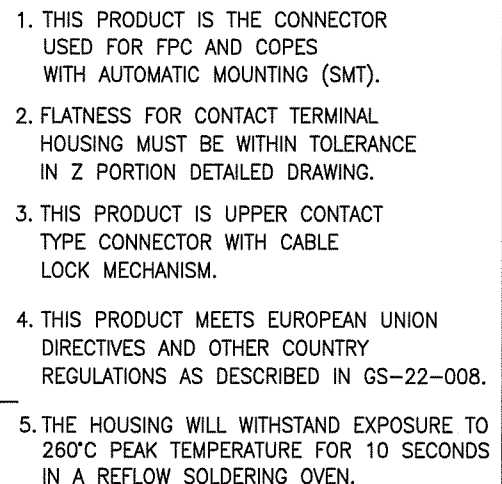 1. THIS PRODUCT IS THE CONNECTOR
USED FOR FPC AND COPES
WITH AUTOMATIC MOUNTING (SMT).
2. FLATNESS FOR CONTACT TERMINAL
HOUSING MUST BE WITHIN TOLERANCE
IN Z PORTION DETAILED DRAWING.
3. THIS PRODUCT IS UPPER CONTACT
TYPE CONNECTOR WITH CABLE
LOCK MECHANISM.
4. THIS PRODUCT MEETS EUROPEAN UNION
DIRECTIVES AND OTHER COUNTRY
REGULATIONS AS DESCRIBED IN GS-22-008.
5. THE HOUSING WILL WITHSTAND EXPOSURE TO
260°C PEAK TEMPERATURE FOR 10 SECONDS
IN A REFLOW SOLDERING OVEN.